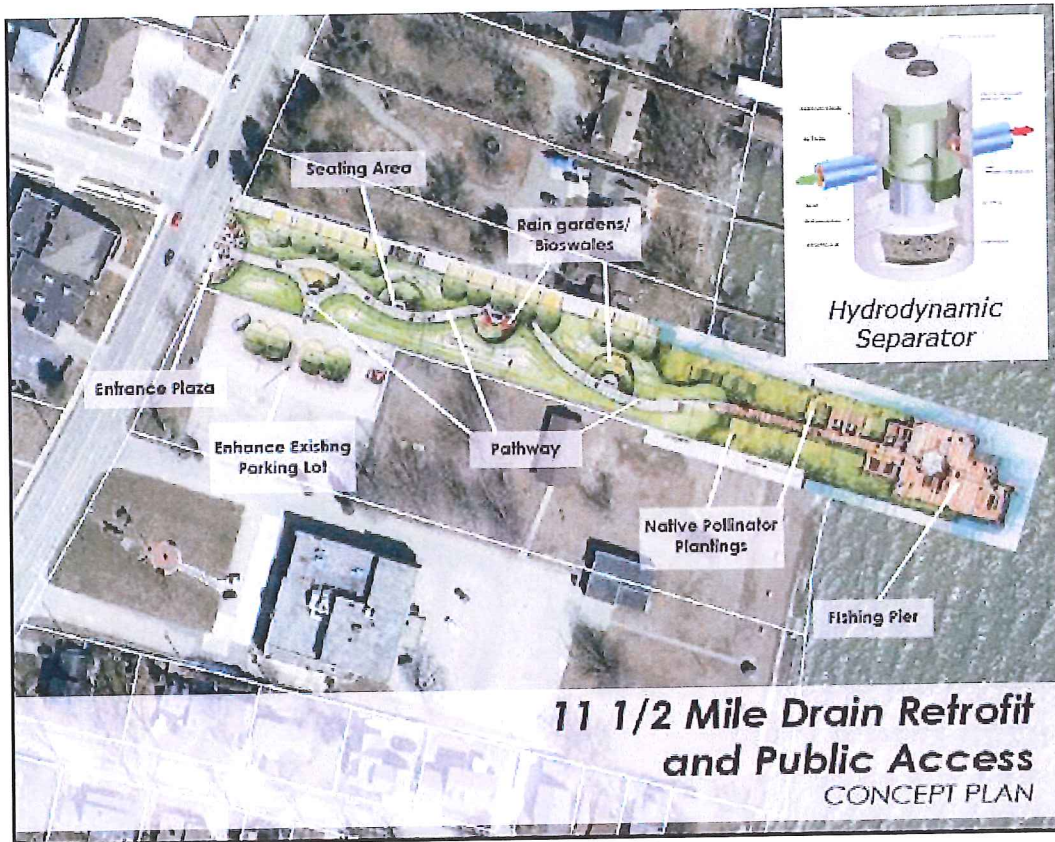 Seating Area
Rain gardens/
Bioswales
Hydrodynamic
Separator
Entrance Plaza
Enhance Existing
Parking Lot
Pathway
Native Pollinator
Plantings
Fishing Pier
11 1/2 Mile Drain Retrofit
and Public Access
CONCEPT PLAN